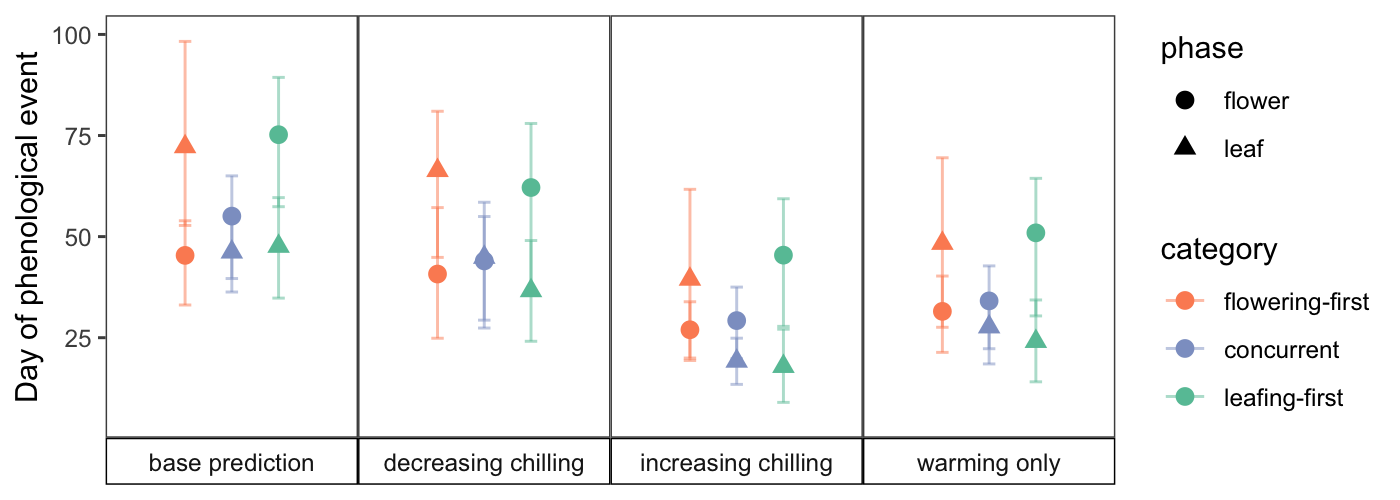 Day of phenological event
100
75
50
25
base prediction
decreasing chilling
increasing chilling
warming only
phase
flower
leaf
category
flowering-first
concurrent
leafing-first